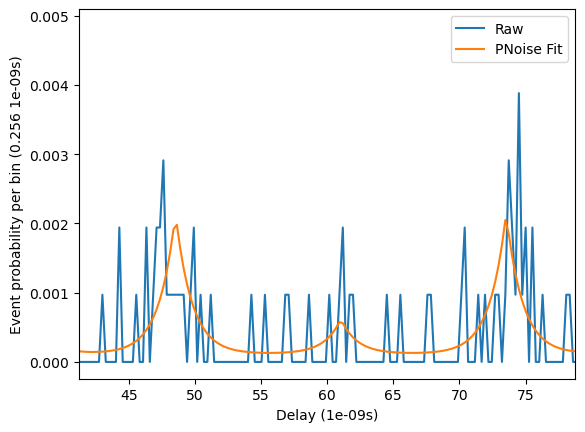 0.005
0.004
0.003
0.002
0.001
0.000
Event probability per bin (0.256 1e-09s)
Raw
PNoise Fit
45 50 55 60 65 70 75
Delay (1e-09s)